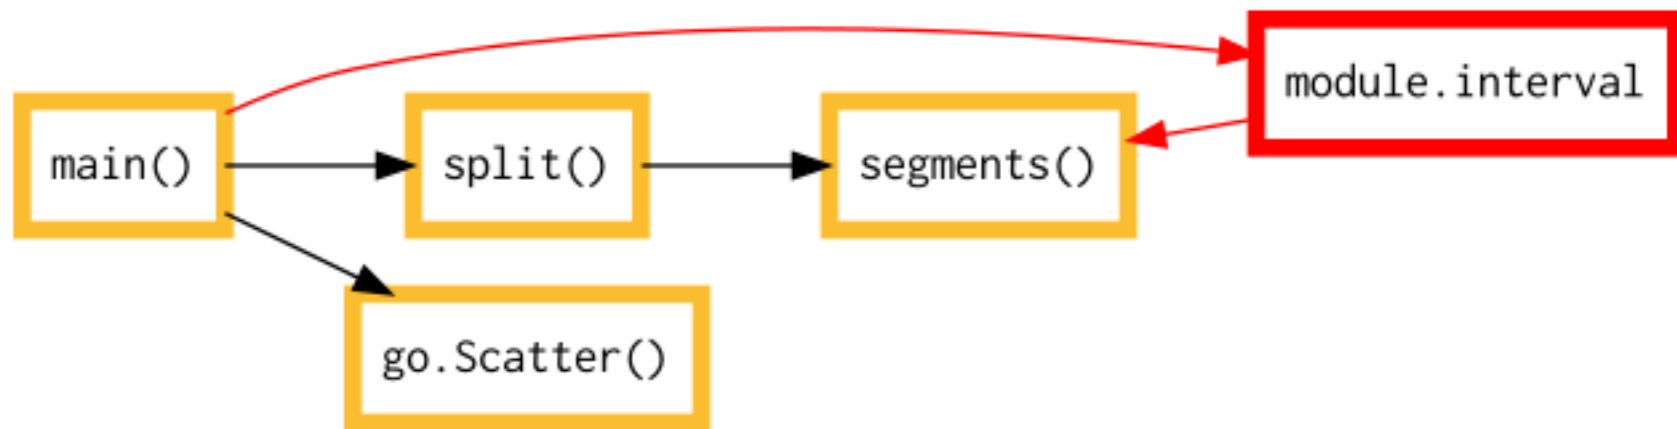 module.interval
main()
split()
segments()
go.Scatter()